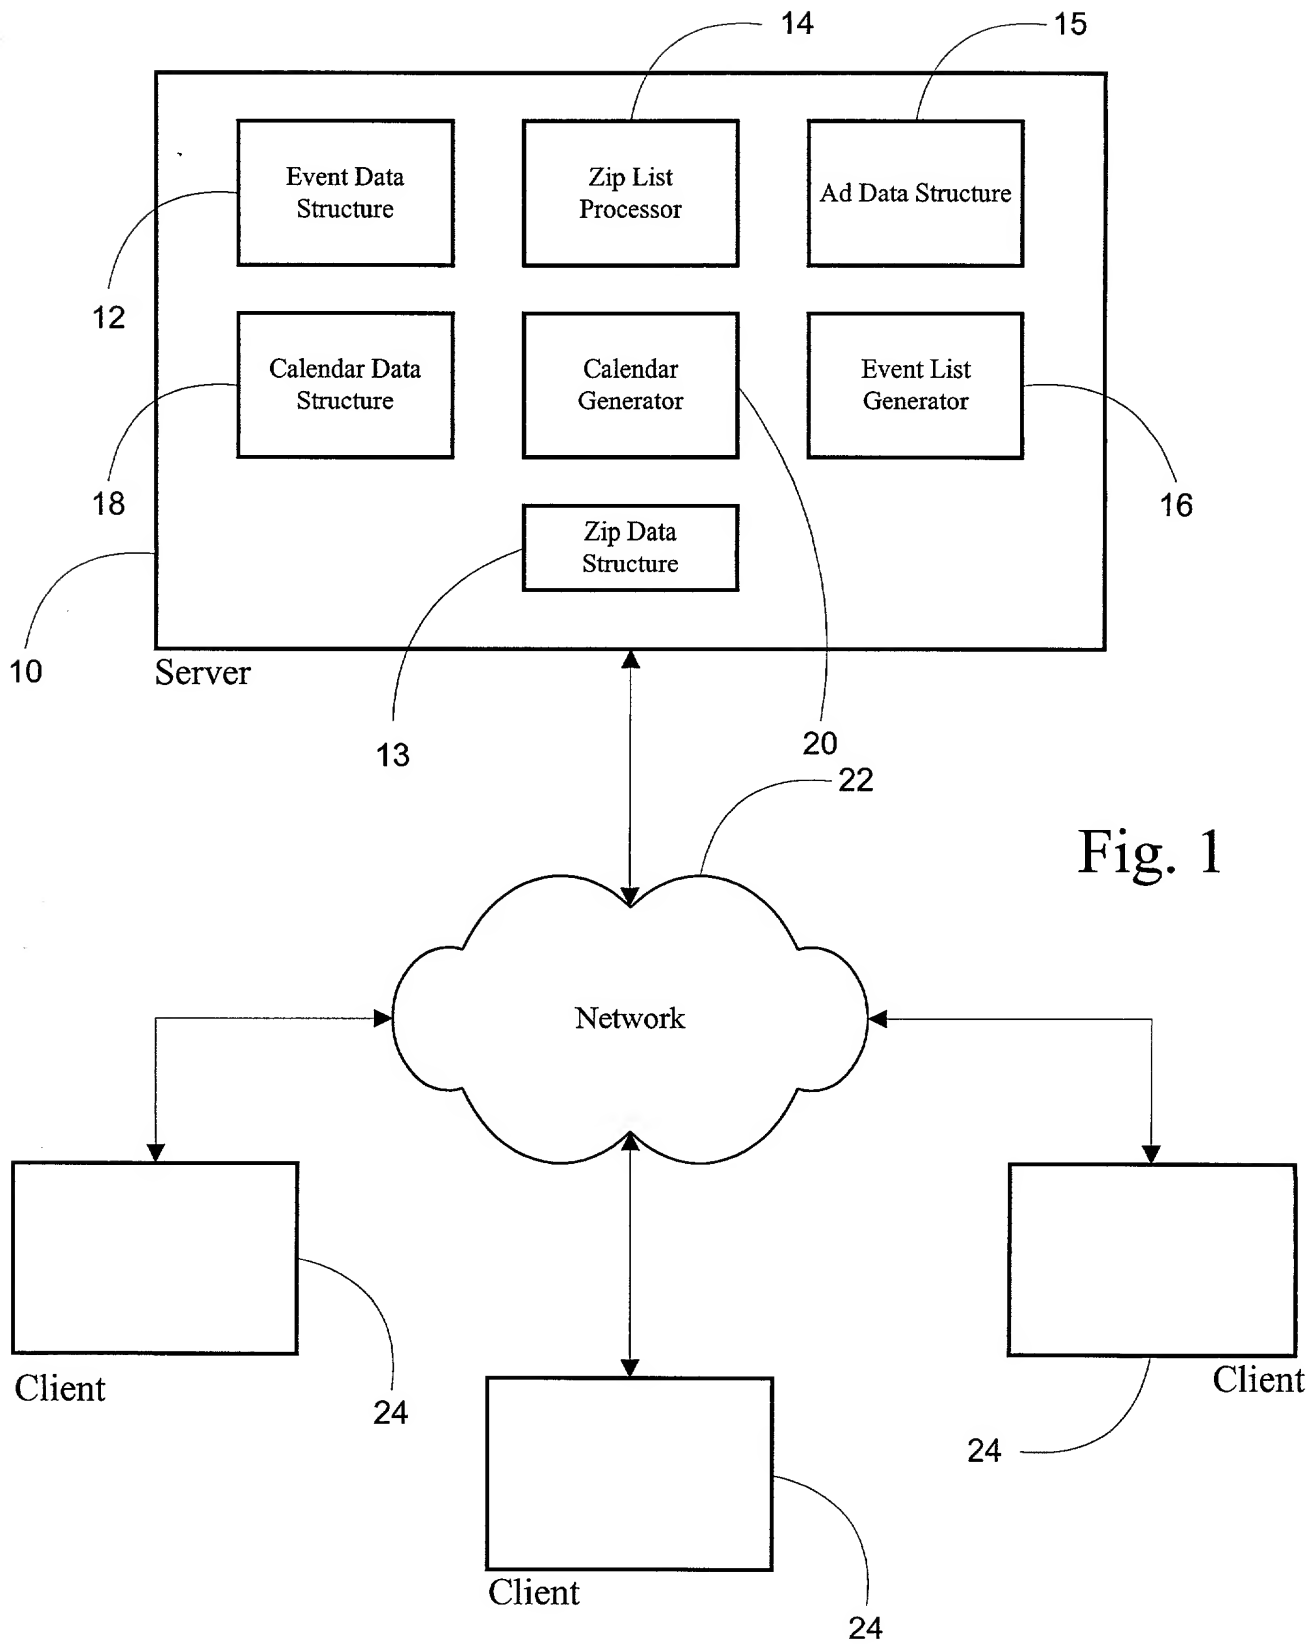 14
15
Event Data
Structure
Zip List
Processor
Ad Data Structure
12
Calendar Data
Structure
Calendar
Generator
Event List
Generator
18
16
Zip Data
Structure
10
Server
13
20
22
Fig. 1
Network
Client
24
Client
24
Client
24